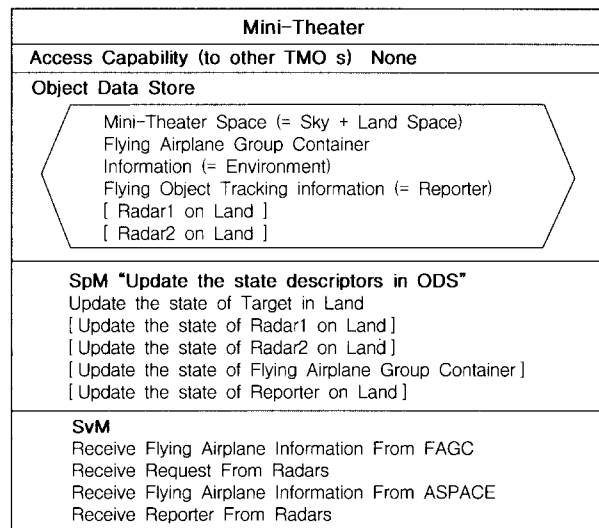 Mini-Theater
Access Capability (to other TMO s) None
Object Data Store
Mini-Theater Space (= Sky + Land Space)
Flying Airplane Group Container
Information (= Environment)
Flying Object Tracking information (= Reporter)
[ Radar1 on Land ]
[ Radar2 on Land ]
SpM "Update the state descriptors in ODS"
Update the state of Target in Land
[ Update the state of Radar1 on Land ]
[ Update the state of Radar2 on Land ]
[ Update the state of Flying Airplane Group Container ]
[ Update the state of Reporter on Land ]
SvM
Receive Flying Airplane Information From FAGC
Receive Request From Radars
Receive Flying Airplane Information From ASPACE
Receive Reporter From Radars